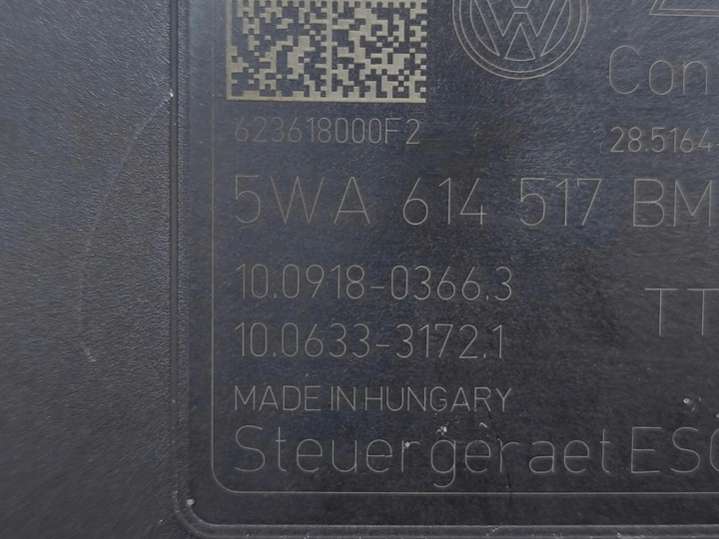 Con
623618000F2 28.5164-
5WA 614 517 BM
10.0918-0366.3
TT
10.0633-3172.1
MADE IN HUNGARY
Steuergeraet ESC